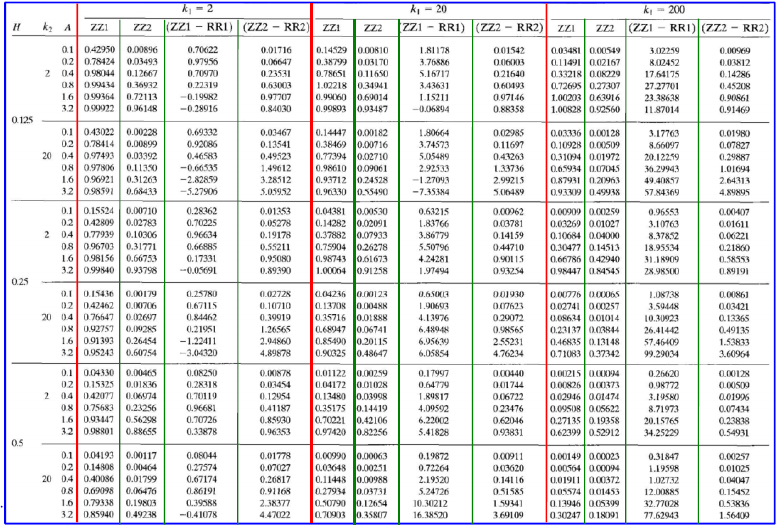 k₁ = 2 k₁ = 20 k₁ = 200
H k₂ A ZZ1 ZZ2 (ZZ1 − RR1) (ZZ2 − RR2) ZZ1 ZZ2 (ZZ1 − RR1) (ZZ2 − RR2) ZZ1 ZZ2 (ZZ1 − RR1) (ZZ2 − RR2)
0.1 0.42950 0.00896 0.70622 0.01716 0.14529 0.00810 1.81178 0.01542 0.03481 0.00549 3.02259 0.00969
0.2 0.78424 0.03493 0.97956 0.06647 0.38799 0.03170 3.76886 0.06003 0.11491 0.02167 8.02452 0.03812
2 0.4 0.98044 0.12667 0.70970 0.23531 0.78651 0.11650 5.16717 0.21640 0.33218 0.08229 17.64175 0.14286
0.8 0.99434 0.36932 0.22319 0.63003 1.02218 0.34941 3.43631 0.60493 0.72695 0.27307 27.27701 0.45208
1.6 0.99364 0.72113 −0.19982 0.97707 0.99060 0.69014 1.15211 0.97146 1.00203 0.63916 23.38638 0.90861
3.2 0.99922 0.96148 −0.28916 0.84030 0.99893 0.93487 −0.06894 0.88358 1.00828 0.92560 11.87014 0.91469
0.125
0.1 0.43022 0.00228 0.69332 0.03467 0.14447 0.00182 1.80664 0.02985 0.03336 0.00128 3.17763 0.01980
0.2 0.78414 0.00899 0.92086 0.13541 0.38469 0.00716 3.74573 0.11697 0.10928 0.00509 8.66097 0.07827
20 0.4 0.97493 0.03392 0.46583 0.49523 0.77394 0.02710 5.05489 0.43263 0.31094 0.01972 20.12259 0.29887
0.8 0.97806 0.11350 −0.66535 1.49612 0.98610 0.09061 2.92533 1.33736 0.65934 0.07045 36.29943 1.01694
1.6 0.96921 0.31263 −2.82859 3.28512 0.93712 0.24528 −1.27093 2.99215 0.87931 0.20963 49.40857 2.64313
3.2 0.98591 0.68433 −5.27906 5.05952 0.96330 0.55490 −7.35384 5.06489 0.93309 0.49938 57.84369 4.89895
0.1 0.15524 0.00710 0.28362 0.01353 0.04381 0.00530 0.63215 0.00962 0.00909 0.00259 0.96553 0.00407
0.2 0.42809 0.02783 0.70225 0.05278 0.14282 0.02091 1.83766 0.03781 0.03269 0.01027 3.10763 0.01611
2 0.4 0.77939 0.10306 0.96634 0.19178 0.37882 0.07933 3.86779 0.14159 0.10684 0.04000 8.37852 0.06221
0.8 0.96703 0.31771 0.66885 0.55211 0.75904 0.26278 5.50796 0.44710 0.30477 0.14513 18.95534 0.21860
1.6 0.98156 0.66753 0.17331 0.95080 0.98743 0.61673 4.24281 0.90115 0.66786 0.42940 31.18909 0.58553
3.2 0.99840 0.93798 −0.05691 0.89390 1.00064 0.91258 1.97494 0.93254 0.98447 0.84545 28.98500 0.89191
0.25
0.1 0.15436 0.00179 0.25780 0.02728 0.04236 0.00123 0.65003 0.01930 0.00776 0.00065 1.08738 0.00861
0.2 0.42462 0.00706 0.67115 0.10710 0.13708 0.00488 1.90693 0.07623 0.02741 0.00257 3.59448 0.03421
20 0.4 0.76647 0.02697 0.84462 0.39919 0.35716 0.01888 4.13976 0.29072 0.08634 0.01014 10.30923 0.13365
0.8 0.92757 0.09285 0.21951 1.26565 0.68947 0.06741 6.48948 0.98565 0.23137 0.03844 26.41442 0.49135
1.6 0.91393 0.26454 −1.22411 2.94860 0.85490 0.20115 6.95639 2.55231 0.46835 0.13148 57.46409 1.53833
3.2 0.95243 0.60754 −3.04320 4.89878 0.90325 0.48647 6.05854 4.76234 0.71083 0.37342 99.29034 3.60964
0.1 0.04330 0.00465 0.08250 0.00878 0.01122 0.00259 0.17997 0.00440 0.00215 0.00094 0.26620 0.00128
0.2 0.15325 0.01836 0.28318 0.03454 0.04172 0.01028 0.64779 0.01744 0.00826 0.00373 0.98772 0.00509
2 0.4 0.42077 0.06974 0.70119 0.12954 0.13480 0.03998 1.89817 0.06722 0.02946 0.01474 3.19580 0.01996
0.8 0.75683 0.23256 0.96681 0.41187 0.35175 0.14419 4.09592 0.23476 0.09508 0.05622 8.71973 0.07434
1.6 0.93447 0.56298 0.70726 0.85930 0.70221 0.42106 6.22002 0.62046 0.27135 0.19358 20.15765 0.23838
3.2 0.98801 0.88655 0.33878 0.96353 0.97420 0.82256 5.41828 0.93831 0.62399 0.52912 34.25229 0.54931
0.5
0.1 0.04193 0.00117 0.08044 0.01778 0.00990 0.00063 0.19872 0.00911 0.00149 0.00023 0.31847 0.00257
0.2 0.14808 0.00464 0.27574 0.07027 0.03648 0.00251 0.72264 0.03620 0.00564 0.00094 1.19598 0.01025
20 0.4 0.40086 0.01799 0.67174 0.26817 0.11448 0.00988 2.19520 0.14116 0.01911 0.00372 1.02732 0.04047
0.8 0.69098 0.06476 0.86191 0.91168 0.27934 0.03731 5.24726 0.51585 0.05574 0.01453 12.00885 0.15452
1.6 0.79338 0.19803 0.39588 2.38377 0.50790 0.12654 10.30212 1.59341 0.13946 0.05399 32.77028 0.53836
3.2 0.85940 0.49238 −0.41078 4.47022 0.70903 0.35807 16.38520 3.69109 0.30247 0.18091 77.62943 1.56409